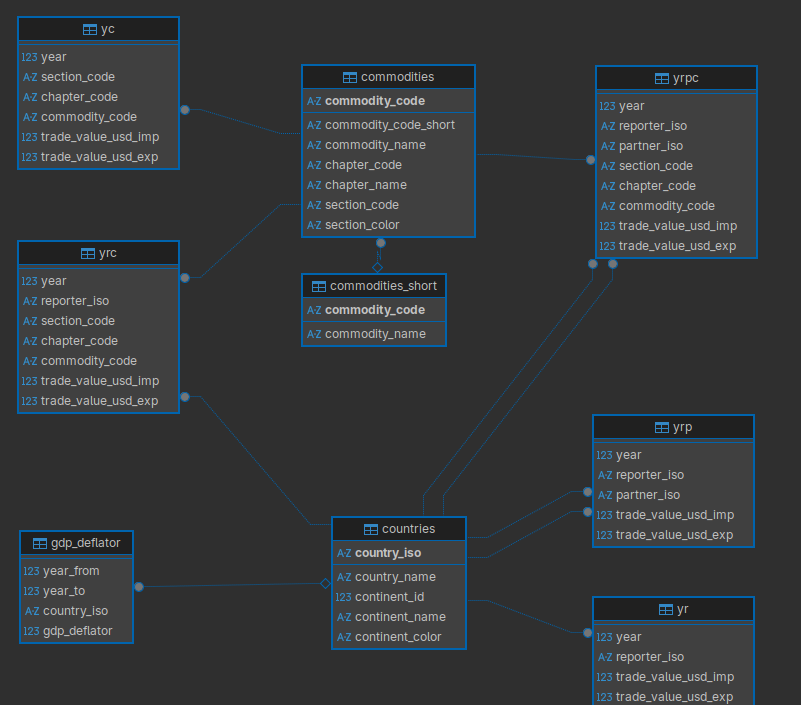 yc
123 year
A-Z section_code
A-Z chapter_code
A-Z commodity_code
123 trade_value_usd_imp
123 trade_value_usd_exp
commodities
A-Z commodity_code
A-Z commodity_code_short
A-Z commodity_name
A-Z chapter_code
A-Z chapter_name
A-Z section_code
A-Z section_color
yrpc
123 year
A-Z reporter_iso
A-Z partner_iso
A-Z section_code
A-Z chapter_code
A-Z commodity_code
123 trade_value_usd_imp
123 trade_value_usd_exp
yrc
123 year
A-Z reporter_iso
A-Z section_code
A-Z chapter_code
A-Z commodity_code
123 trade_value_usd_imp
123 trade_value_usd_exp
commodities_short
A-Z commodity_code
A-Z commodity_name
yrp
123 year
A-Z reporter_iso
A-Z partner_iso
123 trade_value_usd_imp
123 trade_value_usd_exp
gdp_deflator
123 year_from
123 year_to
A-Z country_iso
123 gdp_deflator
countries
A-Z country_iso
A-Z country_name
123 continent_id
A-Z continent_name
A-Z continent_color
yr
123 year
A-Z reporter_iso
123 trade_value_usd_imp
123 trade_value_usd_exp